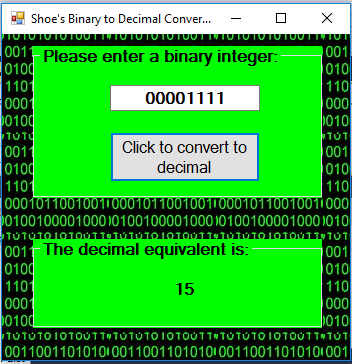 Shoe's Binary to Decimal Conver...
Please enter a binary integer:
00001111
Click to convert to
decimal
The decimal equivalent is:
15